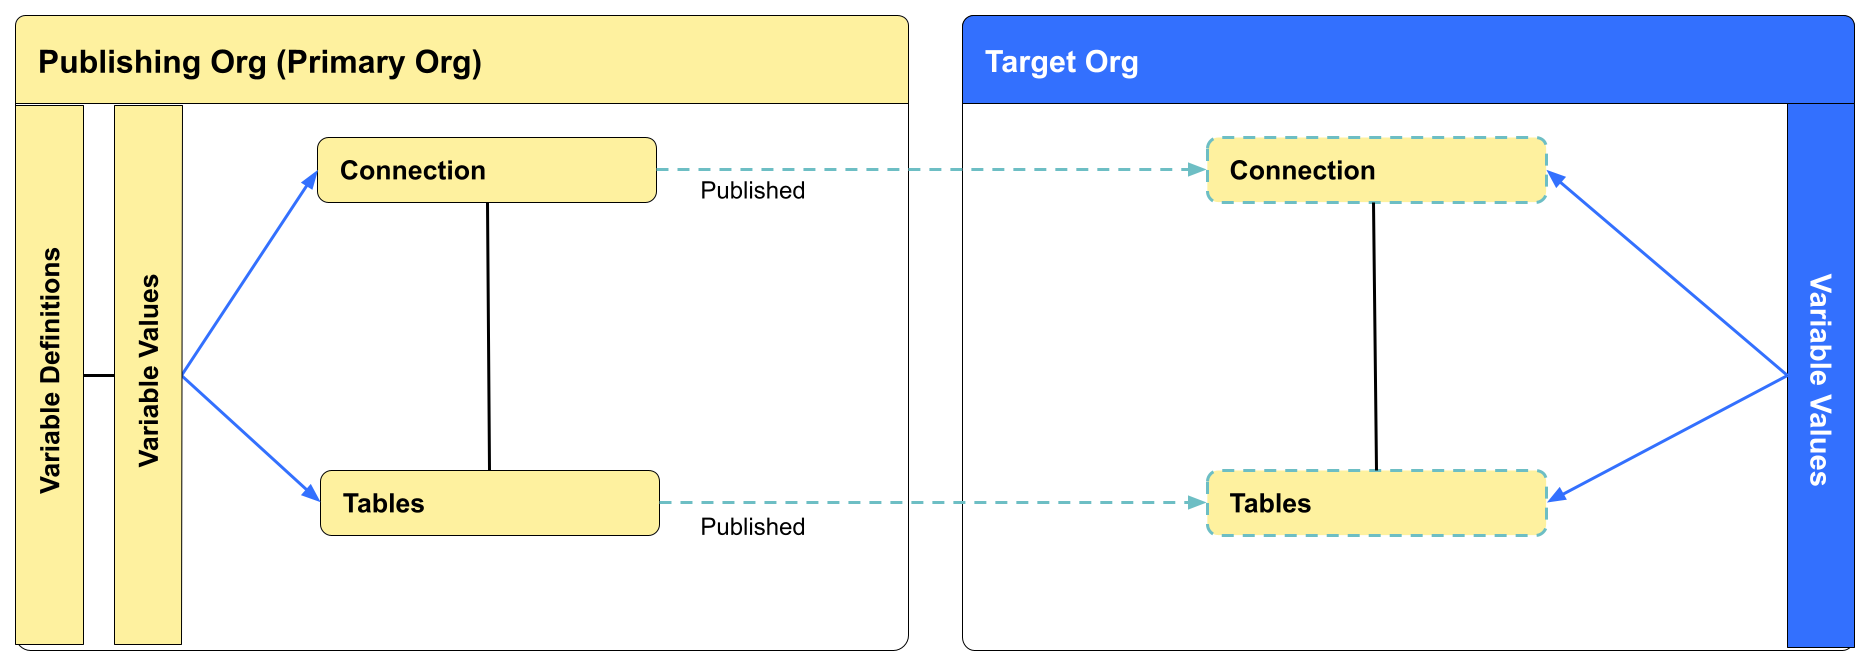 Publishing Org (Primary Org)
Variable Definitions
Variable Values
Connection
Published
Tables
Published
Target Org
Connection
Tables
Variable Values